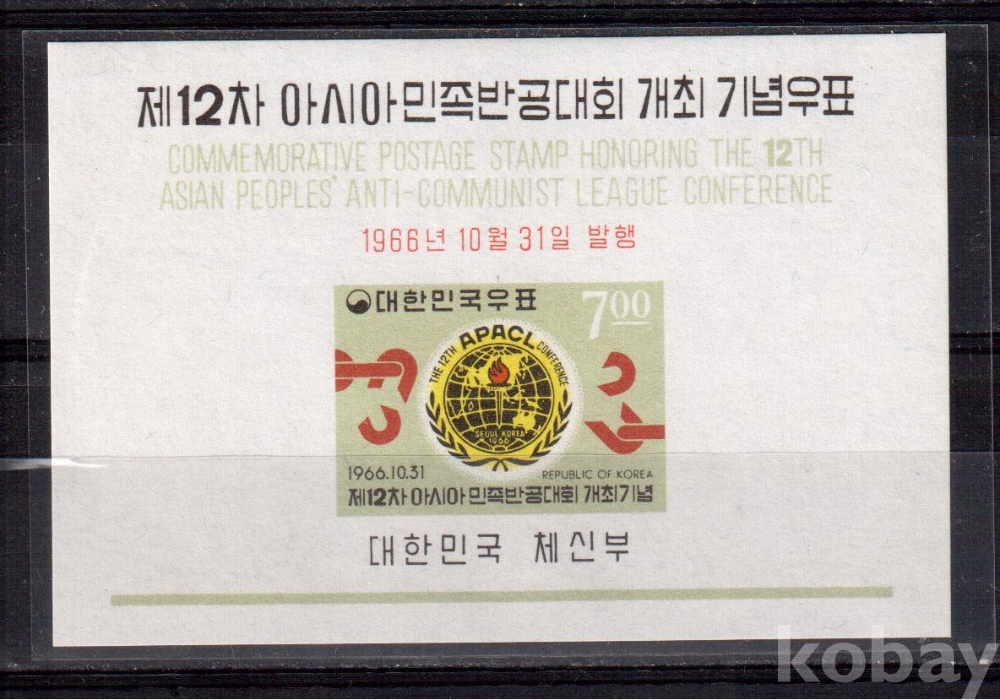 제12차 아시아민족반공대회 개최 기념우표
COMMEMORATIVE POSTAGE STAMP HONORING THE 12TH
ASIAN PEOPLES' ANTI-COMMUNIST LEAGUE CONFERENCE
1966년 10월 31일 발행
대한민국우표
7.00
THE 12TH APACL CONFERENCE
SEOUL KOREA
1966
1966.10.31
REPUBLIC OF KOREA
제12차 아시아민족반공대회 개최기념
대한민국 체신부
kobay